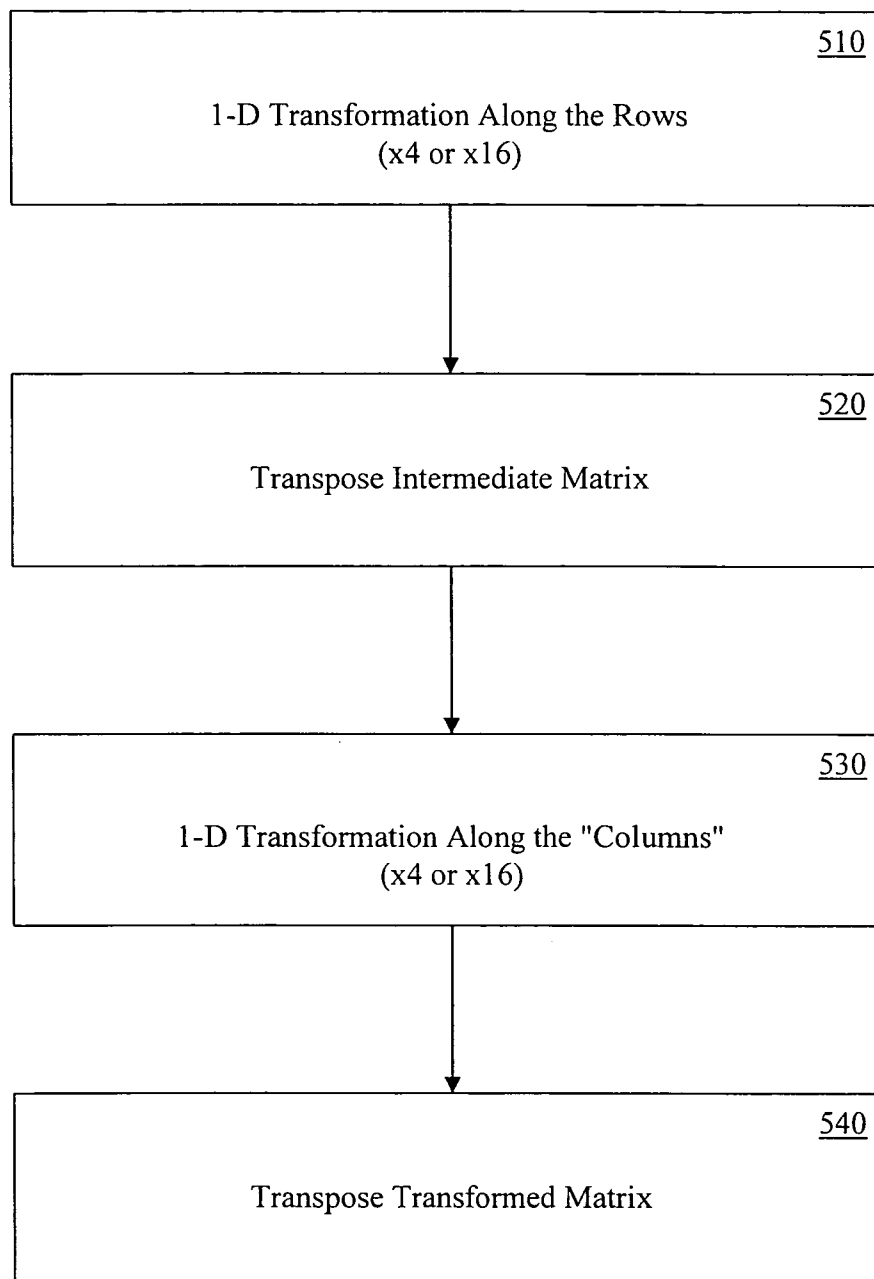 510
1-D Transformation Along the Rows
(x4 or x16)
520
Transpose Intermediate Matrix
530
1-D Transformation Along the "Columns"
(x4 or x16)
540
Transpose Transformed Matrix